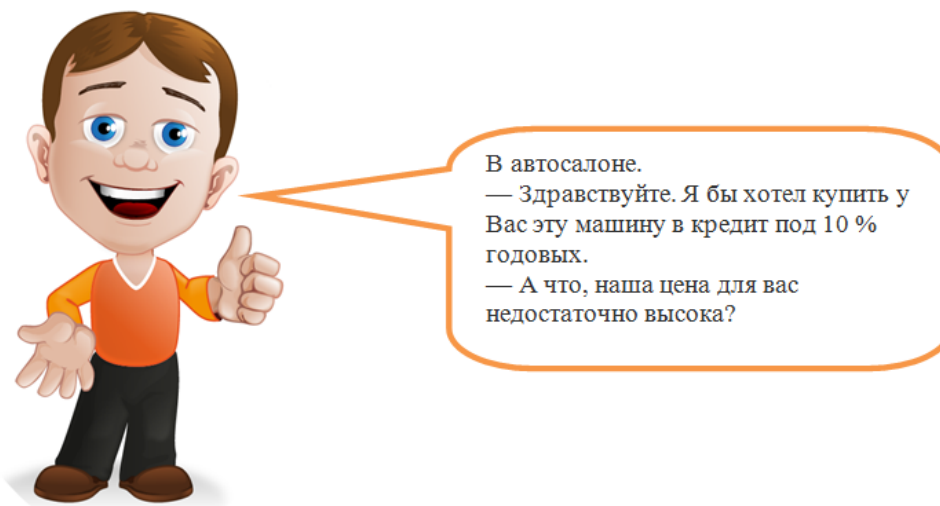 В автосалоне.
— Здравствуйте. Я бы хотел купить у
Вас эту машину в кредит под 10 %
годовых.
— А что, наша цена для вас
недостаточно высока?